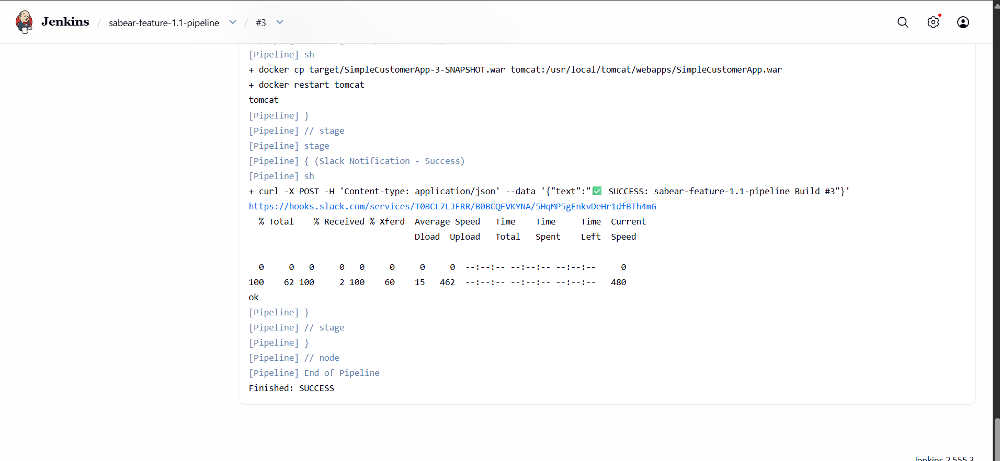 Jenkins / sabear-feature-1.1-pipeline / #3
[Pipeline] sh
+ docker cp target/SimpleCustomerApp-3-SNAPSHOT.war tomcat:/usr/local/tomcat/webapps/SimpleCustomerApp.war
+ docker restart tomcat
tomcat
[Pipeline] }
[Pipeline] // stage
[Pipeline] stage
[Pipeline] { (Slack Notification - Success)
[Pipeline] sh
+ curl -X POST -H 'Content-type: application/json' --data '{"text":"✅ SUCCESS: sabear-feature-1.1-pipeline Build #3"}'
https://hooks.slack.com/services/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
  % Total    % Received % Xferd  Average Speed   Time    Time     Time  Current
                                 Dload  Upload   Total   Spent    Left  Speed
  0     0   0     0   0     0     0     0  --:--:-- --:--:-- --:--:--     0
100    62 100     2 100    60    15   462  --:--:-- --:--:-- --:--:--   480
ok
[Pipeline] }
[Pipeline] // stage
[Pipeline] }
[Pipeline] // node
[Pipeline] End of Pipeline
Finished: SUCCESS
Jenkins 2.555.3